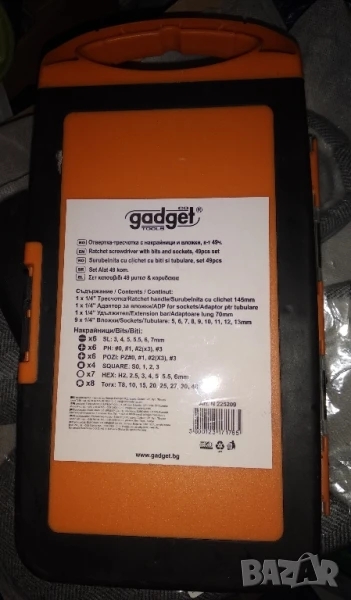 gadget®
TOOLS
Отвертка-тресчотка с накрайници и вложки, к-т 49ч.
Ratchet screwdriver with bits and sockets, 49pcs set
Surubelnita cu clichet cu biti si tubulare, set 49pcs
Set Alat 49 kom.
Съдържание / Contents / Continut:
1 x 1/4" Тресчотка/Ratchet handle/Surubelnita cu clichet 145mm
1 x 1/4" Адаптор за вложки/ADP for sockets/Adaptor ptr tubulare
1 x 1/4" Удължител/Extension bar/Adaptoare lung 70mm
9 x 1/4" Вложки/Sockets/Tubulare: 5, 6, 7, 8, 9, 10, 11, 12, 13mm
Накрайници/Bits/Biti:
x6 SL: 3, 4, 5, 5.5, 6, 7mm
x6 PH: #0, #1, #2(x3), #3
x6 POZI: PZ#0, #1, #2(X3), #3
x4 SQUARE: S0, 1, 2, 3
x7 HEX: H2, 2.5, 3, 4, 5, 5.5, 6mm
x8 Torx: T8, 10, 15, 20, 25, 27, 30, 40
Art. N 225200
www.gadget.bg
BAZAR